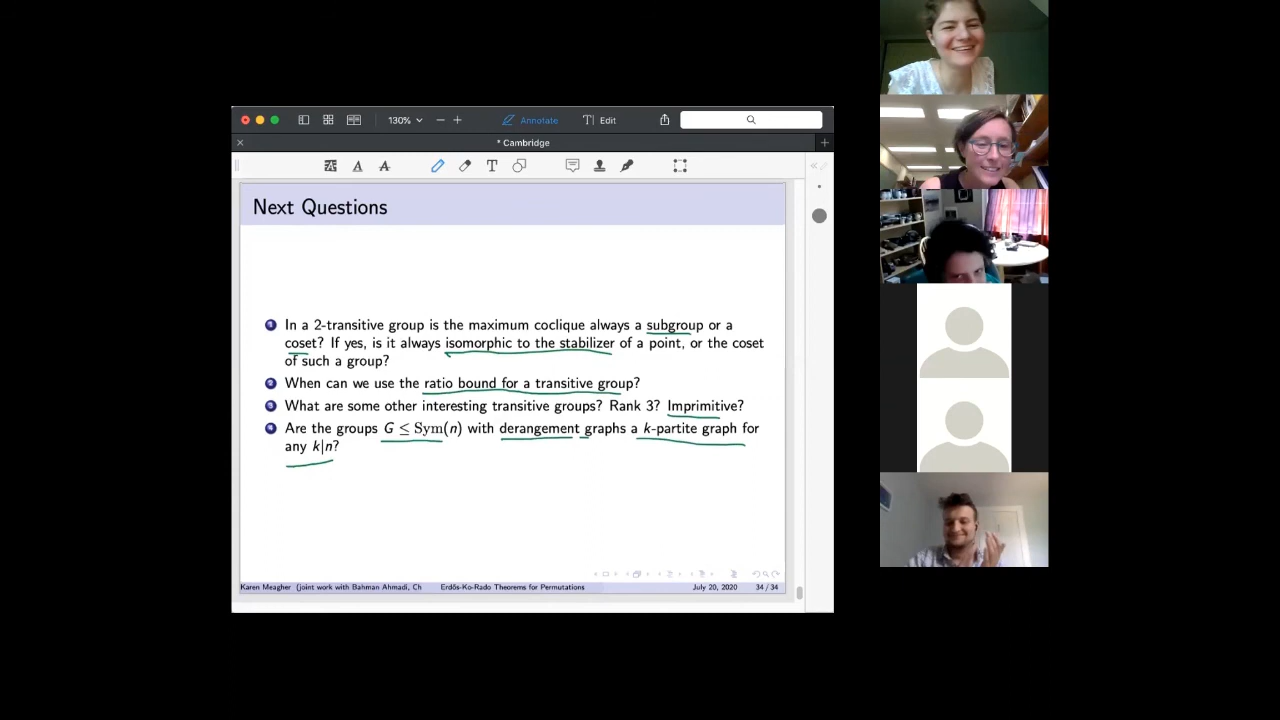 130%
Annotate
Edit
* Cambridge
Next Questions
1 In a 2-transitive group is the maximum coclique always a subgroup or a
coset? If yes, is it always isomorphic to the stabilizer of a point, or the coset
of such a group?
2 When can we use the ratio bound for a transitive group?
3 What are some other interesting transitive groups? Rank 3? Imprimitive?
4 Are the groups G ≤ Sym(n) with derangement graphs a k-partite graph for
any k|n?
Karen Meagher (joint work with Bahman Ahmadi, Ch Erdős-Ko-Rado Theorems for Permutations July 20, 2020 34 / 34